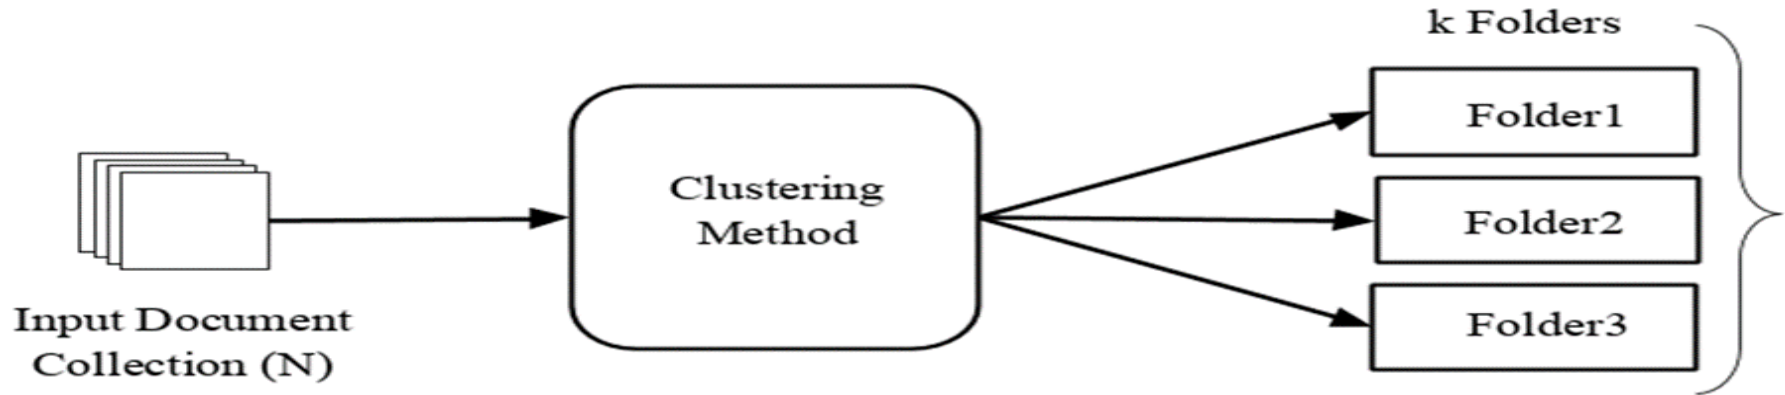 Input Document
Collection (N)
Clustering
Method
k Folders
Folder1
Folder2
Folder3